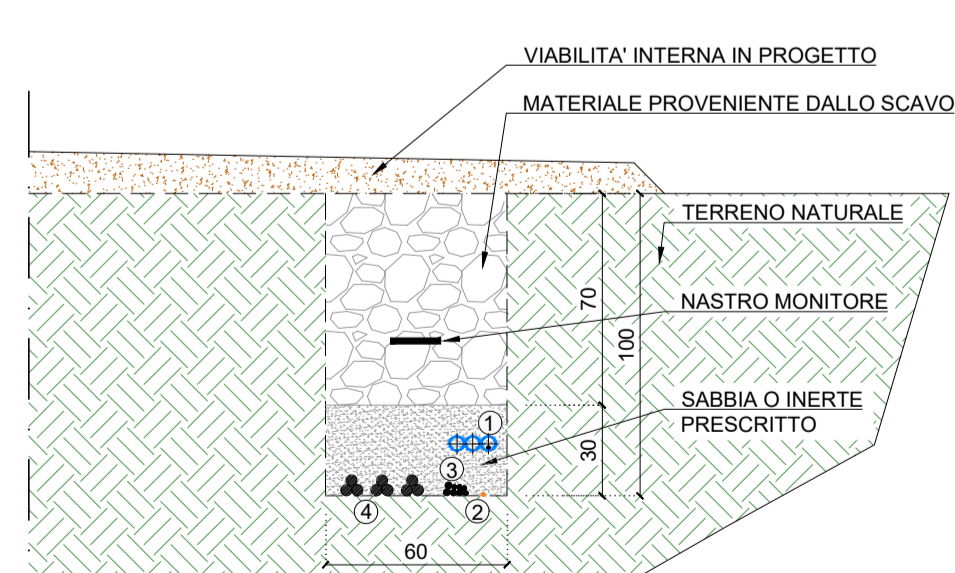 VIABILITA' INTERNA IN PROGETTO
MATERIALE PROVENIENTE DALLO SCAVO
TERRENO NATURALE
70
NASTRO MONITORE
100
SABBIA O INERTE
PRESCRITTO
1
30
3
4
2
60